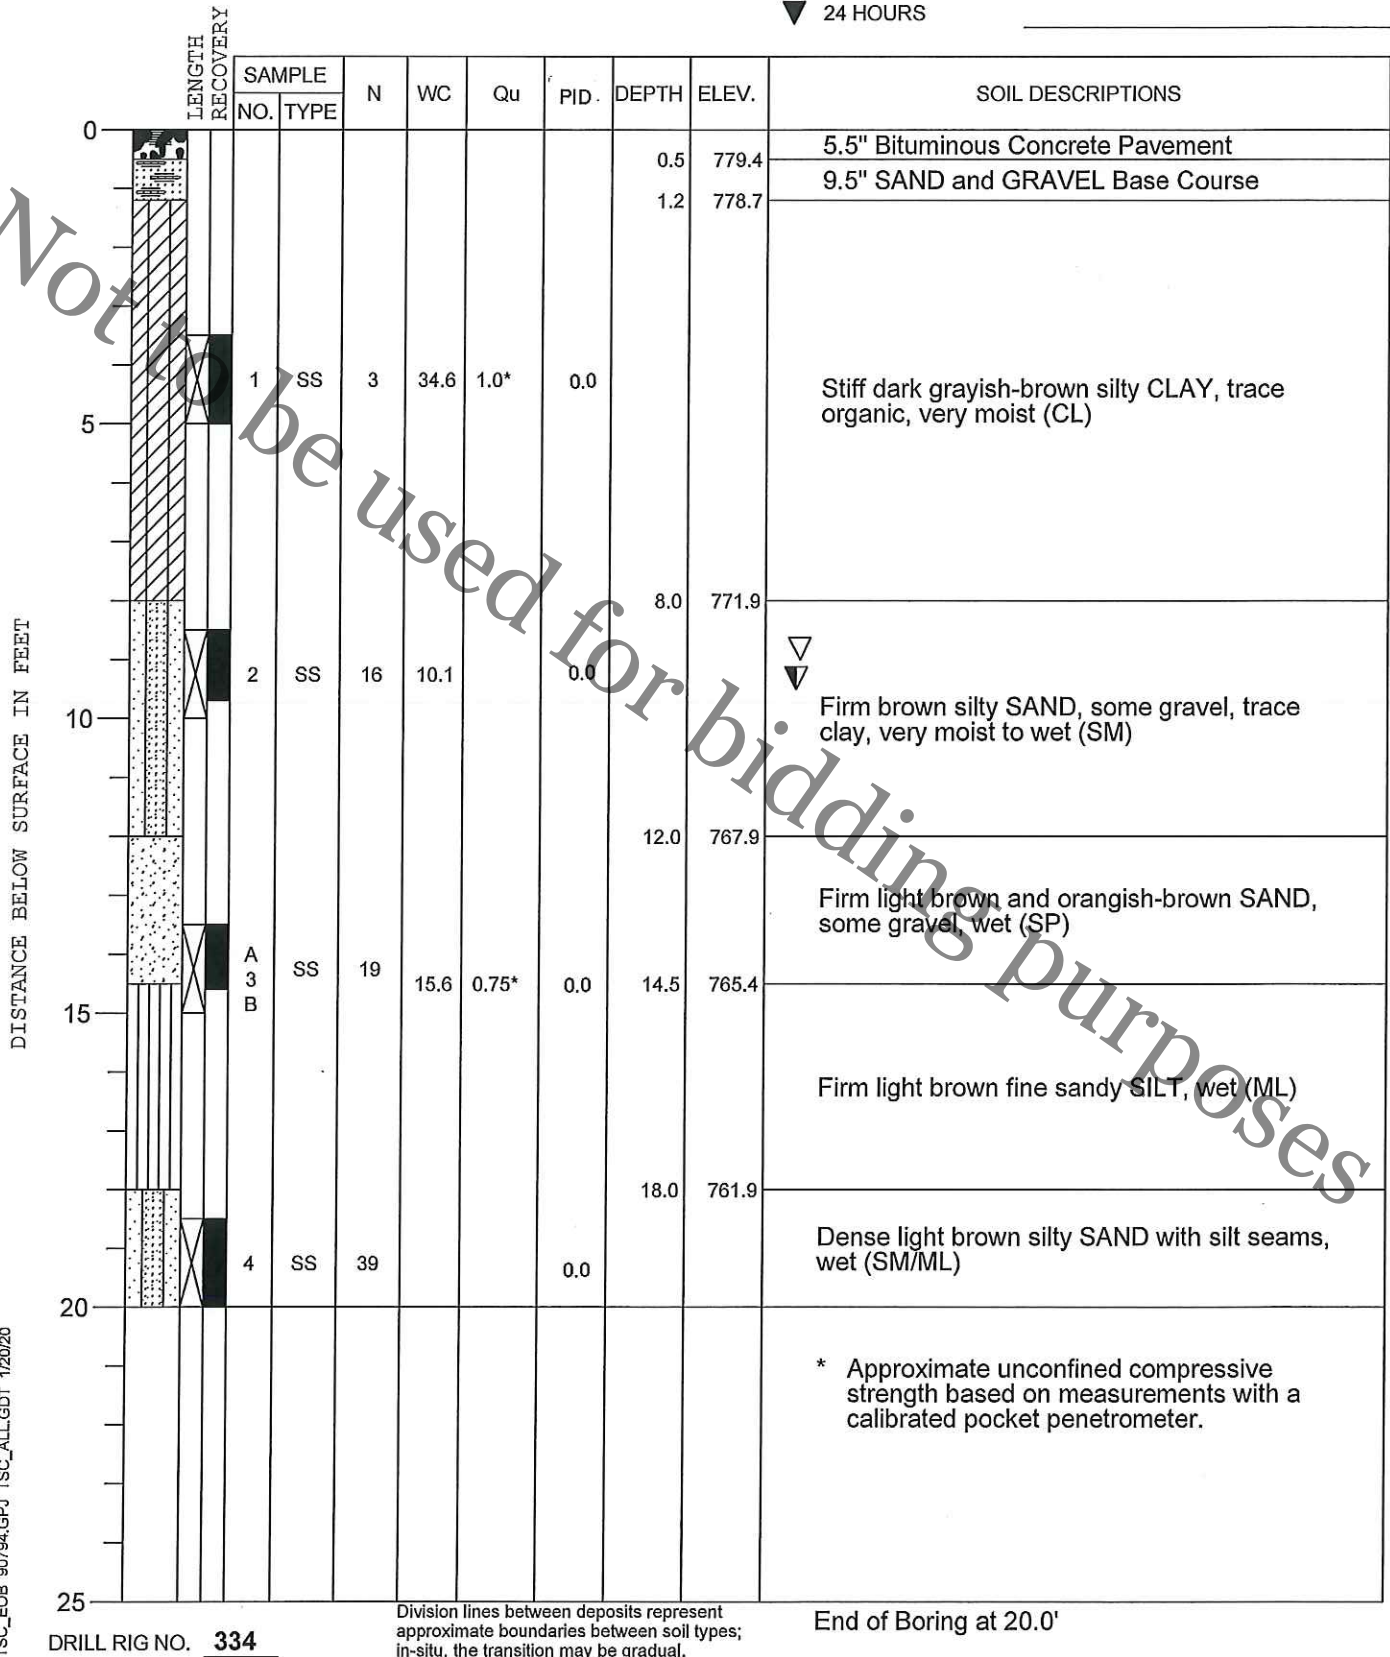 24 HOURS
LENGTH
RECOVERY
SAMPLE
NO. TYPE N WC Qu PID. DEPTH ELEV. SOIL DESCRIPTIONS
0
5.5" Bituminous Concrete Pavement
0.5 779.4
9.5" SAND and GRAVEL Base Course
1.2 778.7
1 SS 3 34.6 1.0* 0.0
Stiff dark grayish-brown silty CLAY, trace
organic, very moist (CL)
5
8.0 771.9
2 SS 16 10.1 0.0
Firm brown silty SAND, some gravel, trace
clay, very moist to wet (SM)
10
12.0 767.9
Firm light brown and orangish-brown SAND,
some gravel, wet (SP)
A
3 SS 19 15.6 0.75* 0.0 14.5 765.4
B
15
Firm light brown fine sandy SILT, wet (ML)
18.0 761.9
Dense light brown silty SAND with silt seams,
wet (SM/ML)
4 SS 39 0.0
20
* Approximate unconfined compressive
strength based on measurements with a
calibrated pocket penetrometer.
25
End of Boring at 20.0'
Division lines between deposits represent
approximate boundaries between soil types;
in-situ, the transition may be gradual.
DRILL RIG NO. 334
DISTANCE BELOW SURFACE IN FEET
TSC_EOB 90794.GPJ TSC_ALL.GDT 1/20/20
Not to be used for bidding purposes